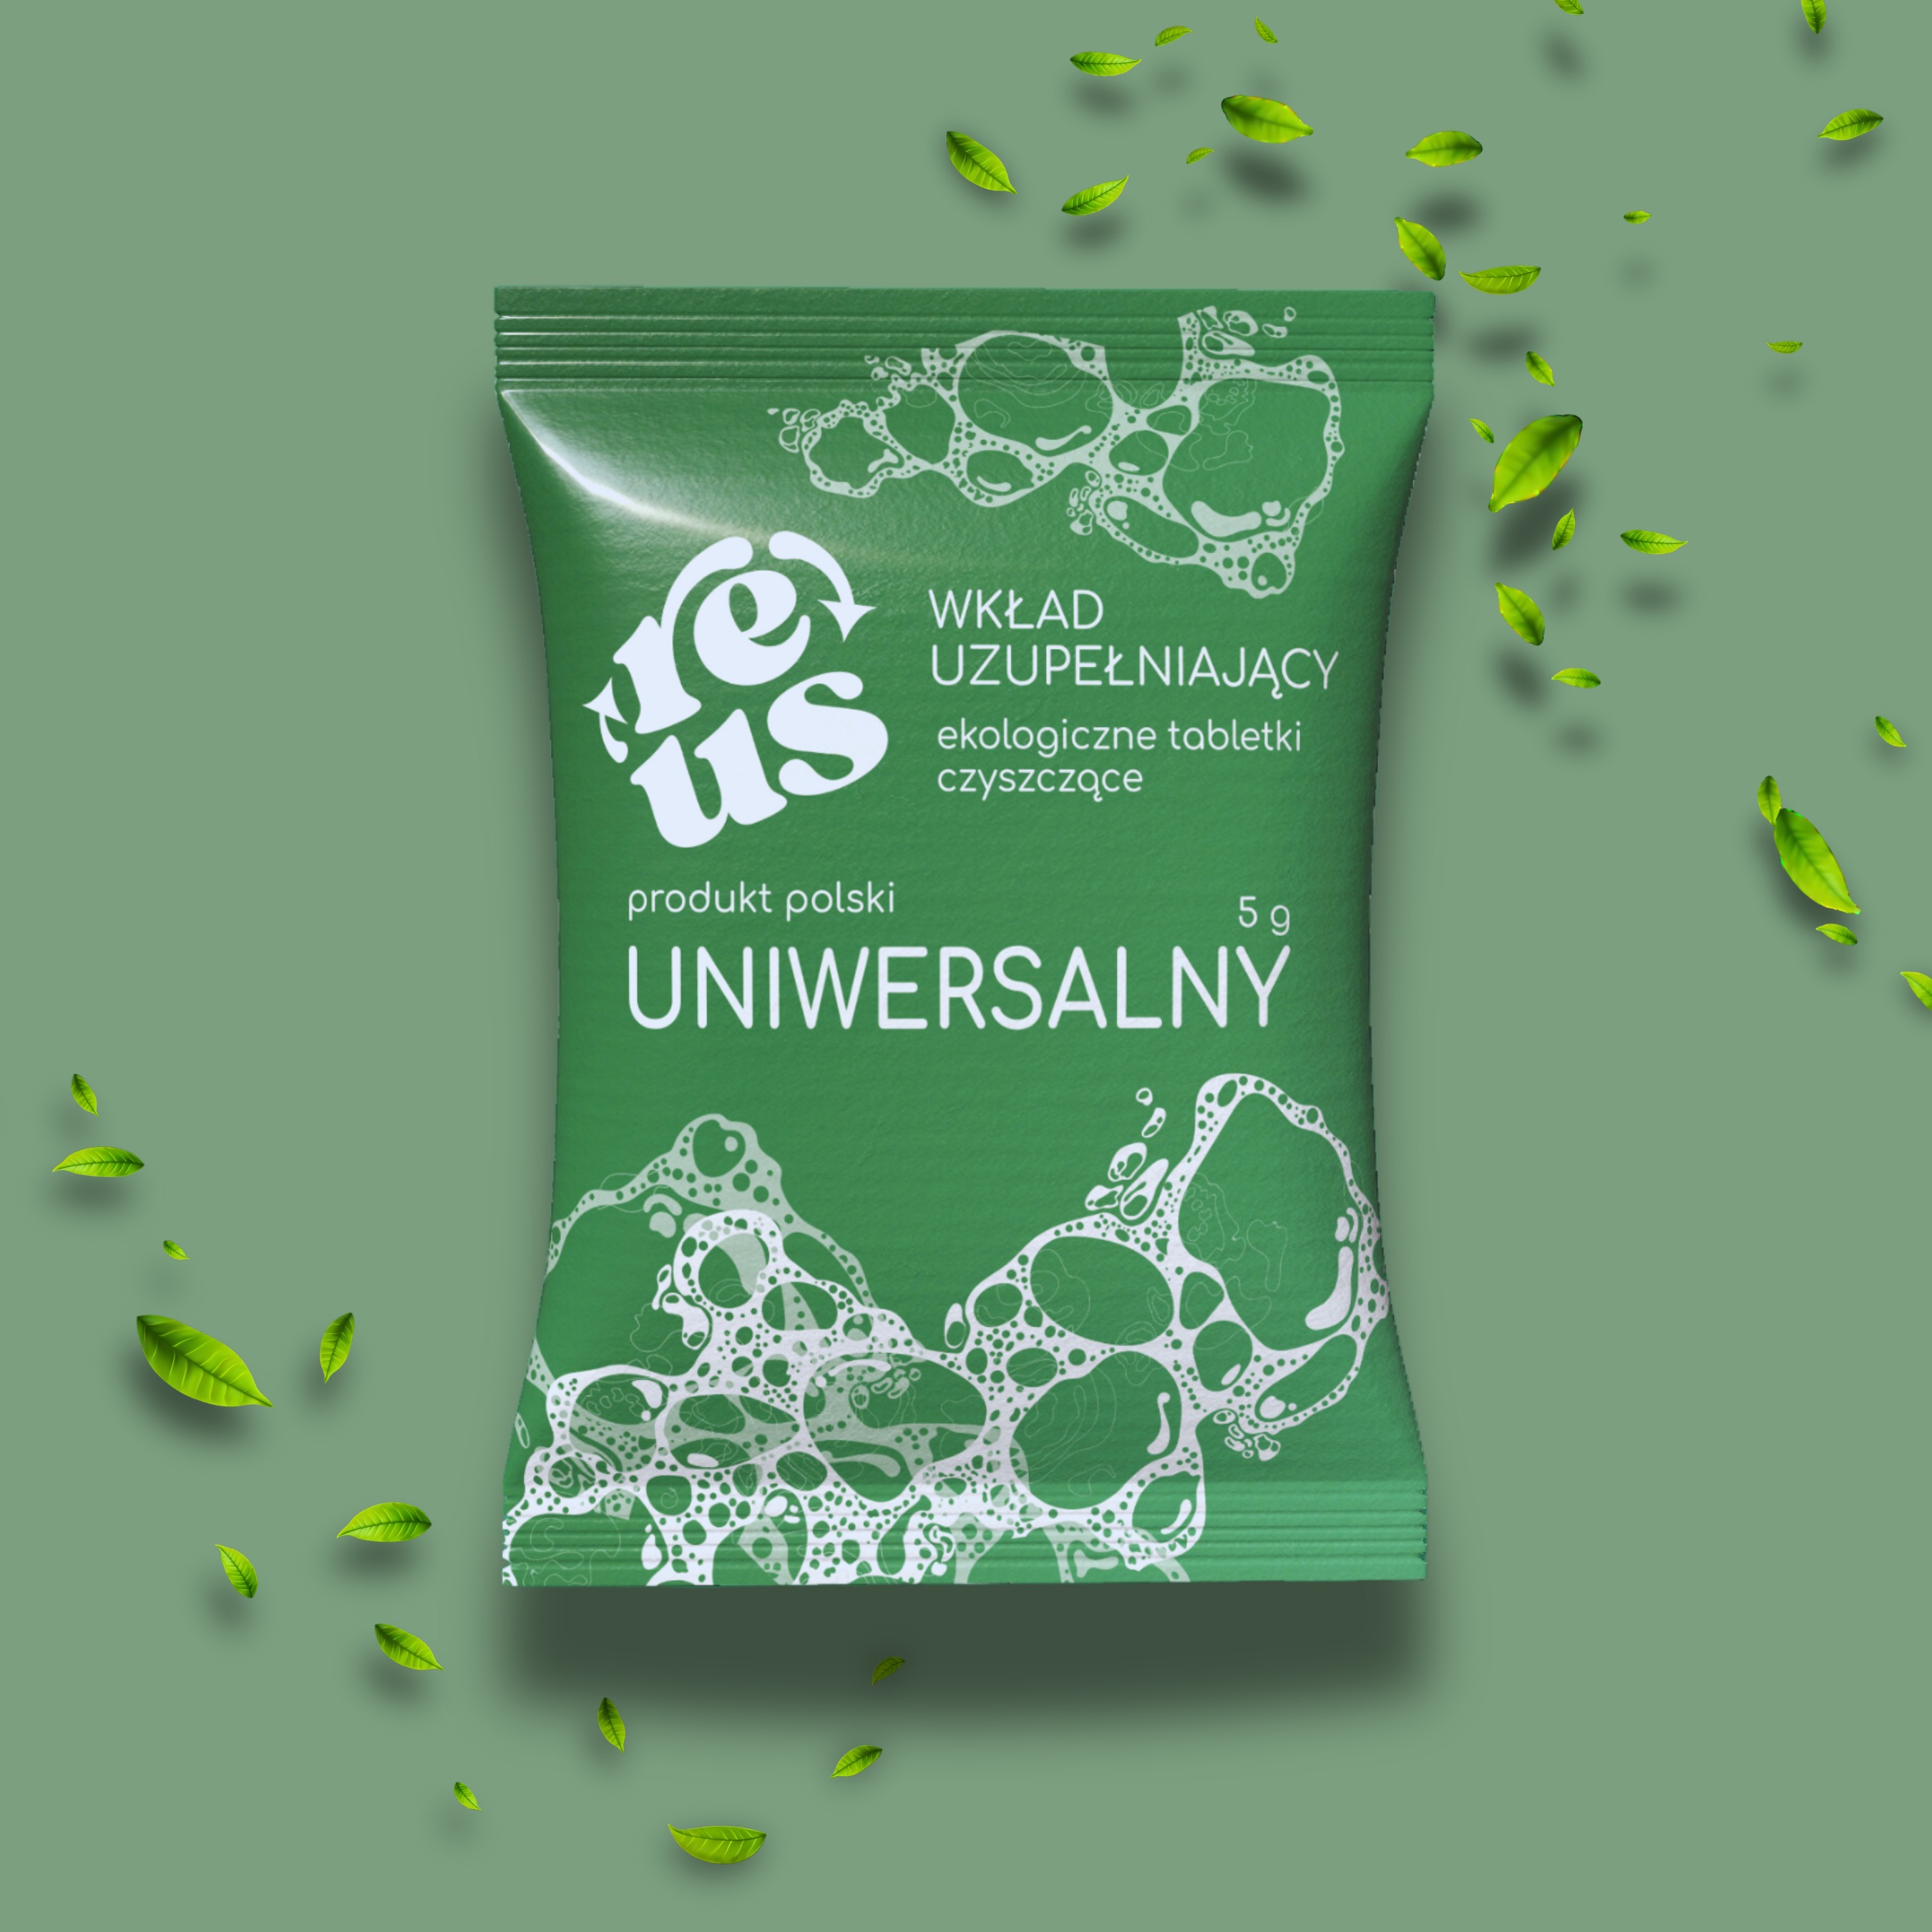 re
us
WKŁAD
UZUPEŁNIAJĄCY
ekologiczne tabletki
czyszczące
produkt polski
5 g
UNIWERSALNY